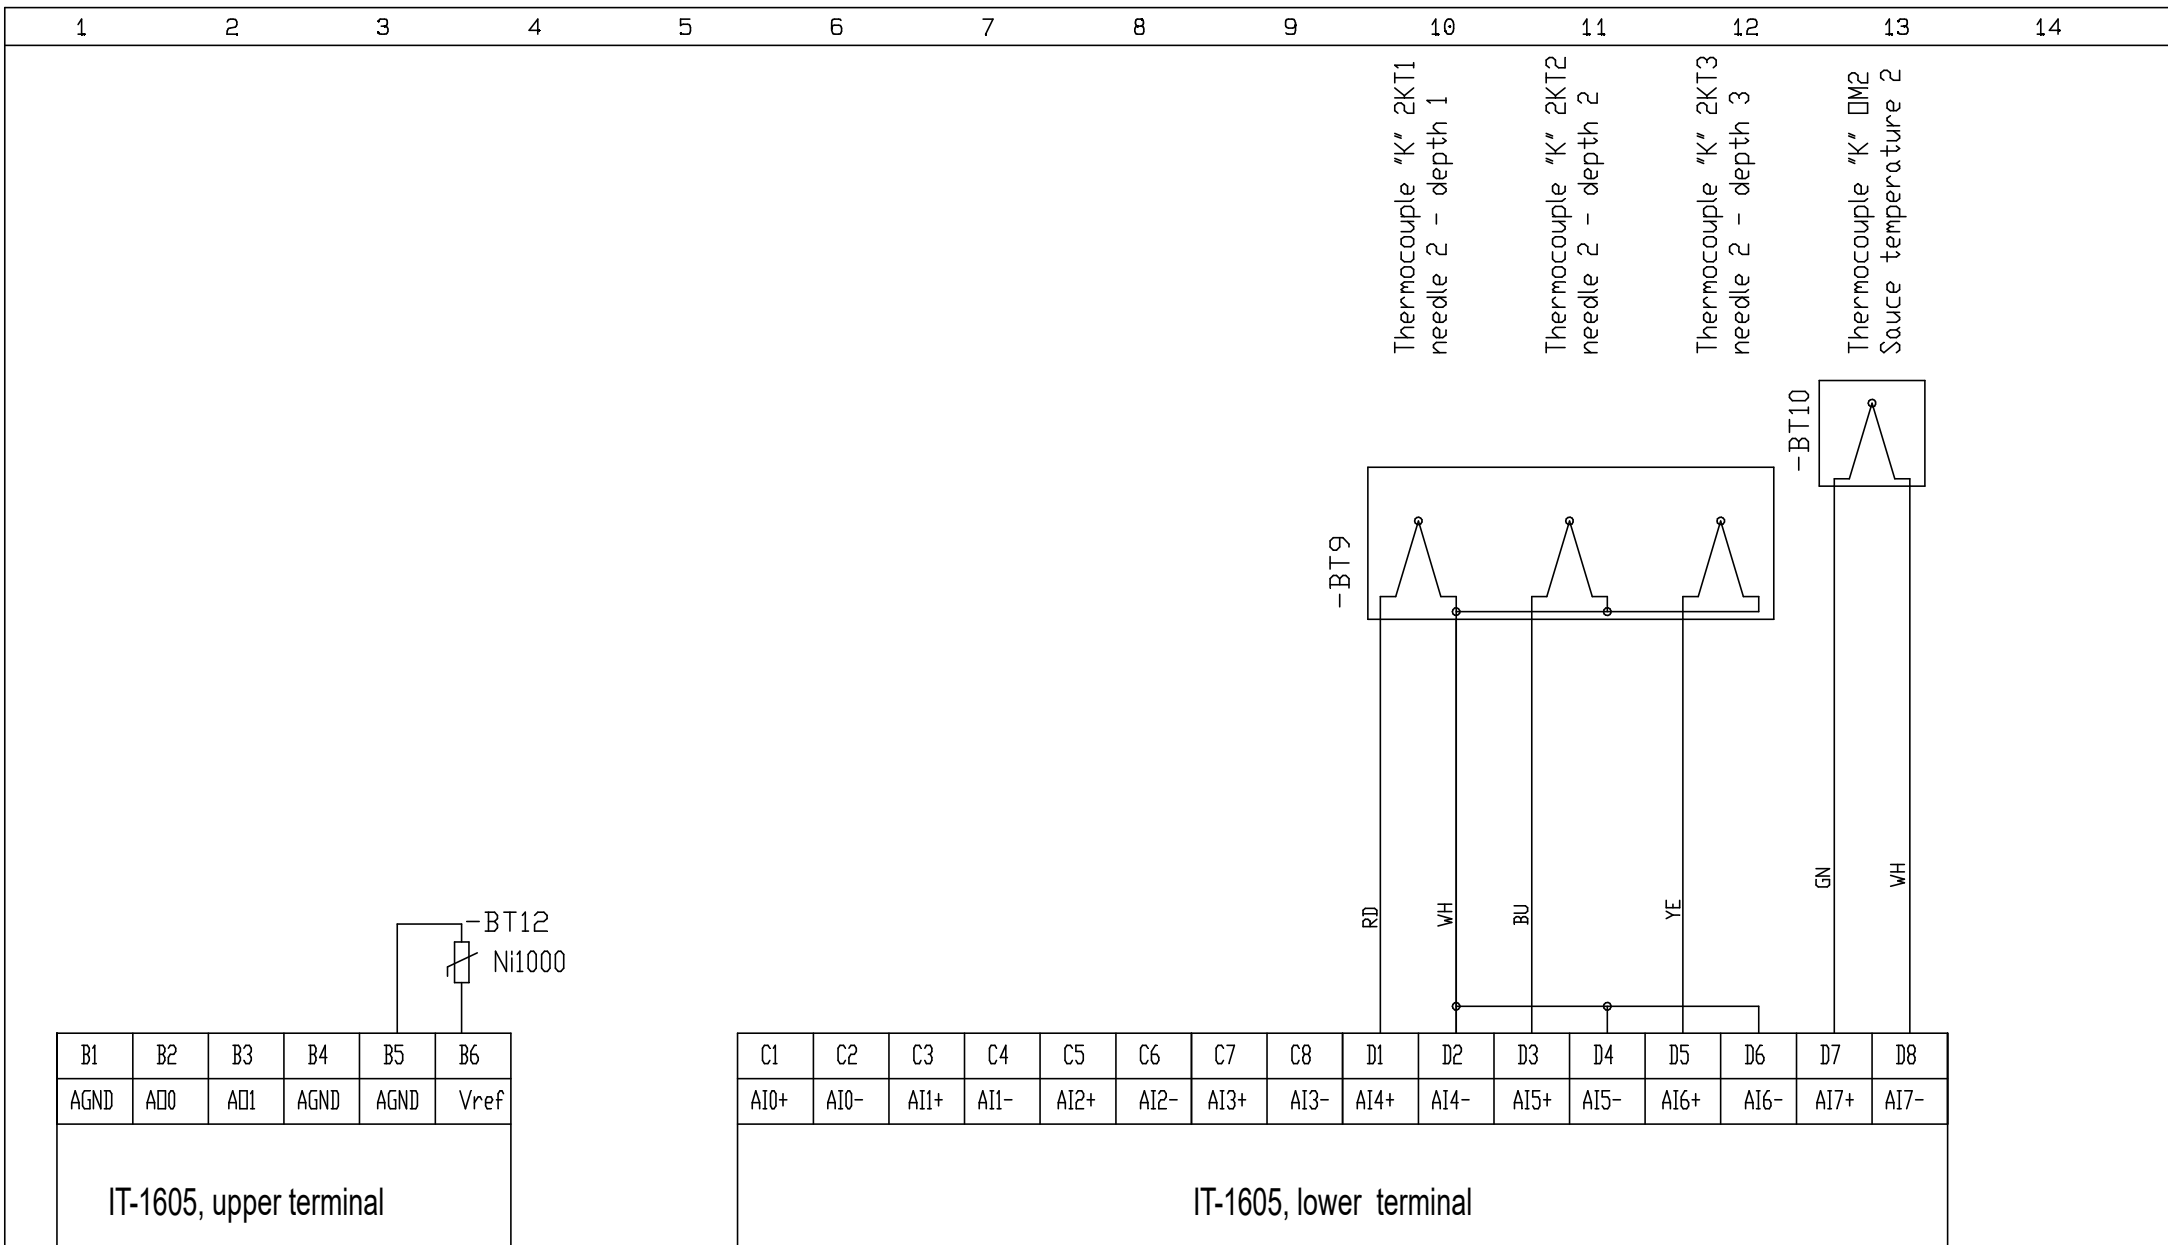 1 2 3 4 5 6 7 8 9 10 11 12 13 14
Thermocouple "K" 2KT1
needle 2 - depth 1
Thermocouple "K" 2KT2
needle 2 - depth 2
Thermocouple "K" 2KT3
needle 2 - depth 3
Thermocouple "K" OM2
Sauce temperature 2
-BT10
-BT9
RD
WH
BU
YE
GN
WH
-BT12
Ni1000
B1 B2 B3 B4 B5 B6
AGND AO0 AO1 AGND AGND Vref
IT-1605, upper terminal
C1 C2 C3 C4 C5 C6 C7 C8 D1 D2 D3 D4 D5 D6 D7 D8
AI0+ AI0- AI1+ AI1- AI2+ AI2- AI3+ AI3- AI4+ AI4- AI5+ AI5- AI6+ AI6- AI7+ AI7-
IT-1605, lower terminal